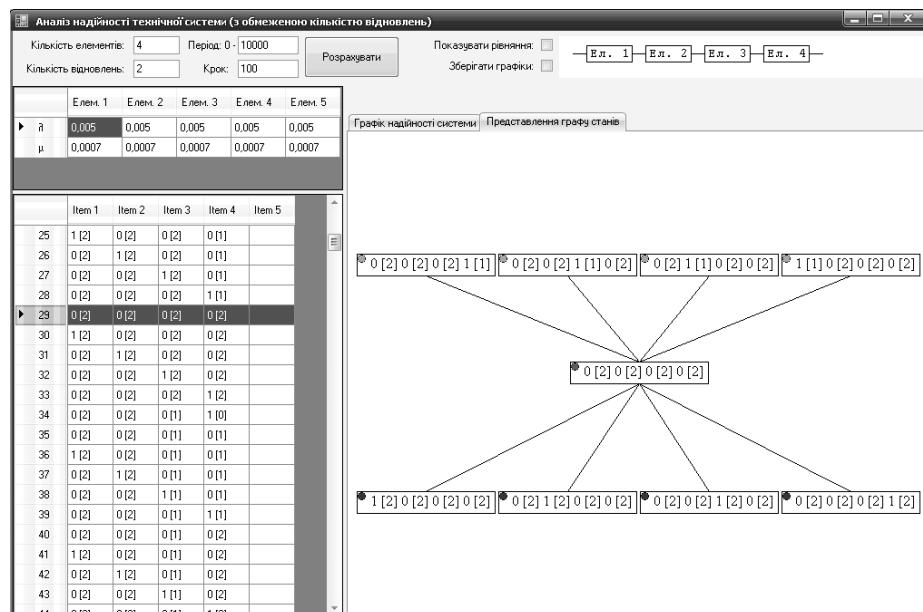 Аналіз надійності технічної системи (з обмеженою кількістю відновлень)
Кількість елементів: 4 Період: 0 - 10000 Розрахувати Показувати рівняння: Ел. 1 Ел. 2 Ел. 3 Ел. 4
Кількість відновлень: 2 Крок: 100 Зберігати графіки:
Елем. 1 Елем. 2 Елем. 3 Елем. 4 Елем. 5
λ 0,005 0,005 0,005 0,005 0,005
μ 0,0007 0,0007 0,0007 0,0007 0,0007
Графік надійності системи Представлення графу станів
Item 1 Item 2 Item 3 Item 4 Item 5
25 1 [2] 0 [2] 0 [2] 0 [1]
26 0 [2] 1 [2] 0 [2] 0 [1]
27 0 [2] 0 [2] 1 [2] 0 [1]
28 0 [2] 0 [2] 0 [2] 1 [1]
29 0 [2] 0 [2] 0 [2] 0 [2]
30 1 [2] 0 [2] 0 [2] 0 [2]
31 0 [2] 1 [2] 0 [2] 0 [2]
32 0 [2] 0 [2] 1 [2] 0 [2]
33 0 [2] 0 [2] 0 [2] 1 [2]
34 0 [2] 0 [2] 0 [1] 1 [0]
35 0 [2] 0 [2] 0 [1] 0 [1]
36 1 [2] 0 [2] 0 [1] 0 [1]
37 0 [2] 1 [2] 0 [1] 0 [1]
38 0 [2] 0 [2] 1 [1] 0 [1]
39 0 [2] 0 [2] 0 [1] 1 [1]
40 0 [2] 0 [2] 0 [1] 0 [2]
41 1 [2] 0 [2] 0 [1] 0 [2]
42 0 [2] 1 [2] 0 [1] 0 [2]
43 0 [2] 0 [2] 1 [1] 0 [2]
0 [2] 0 [2] 0 [2] 1 [1] 0 [2] 0 [2] 1 [1] 0 [2] 0 [2] 1 [1] 0 [2] 0 [2] 1 [1] 0 [2] 0 [2] 0 [2]
0 [2] 0 [2] 0 [2] 0 [2]
1 [2] 0 [2] 0 [2] 0 [2] 0 [2] 1 [2] 0 [2] 0 [2] 0 [2] 0 [2] 1 [2] 0 [2] 0 [2] 0 [2] 0 [2] 1 [2]